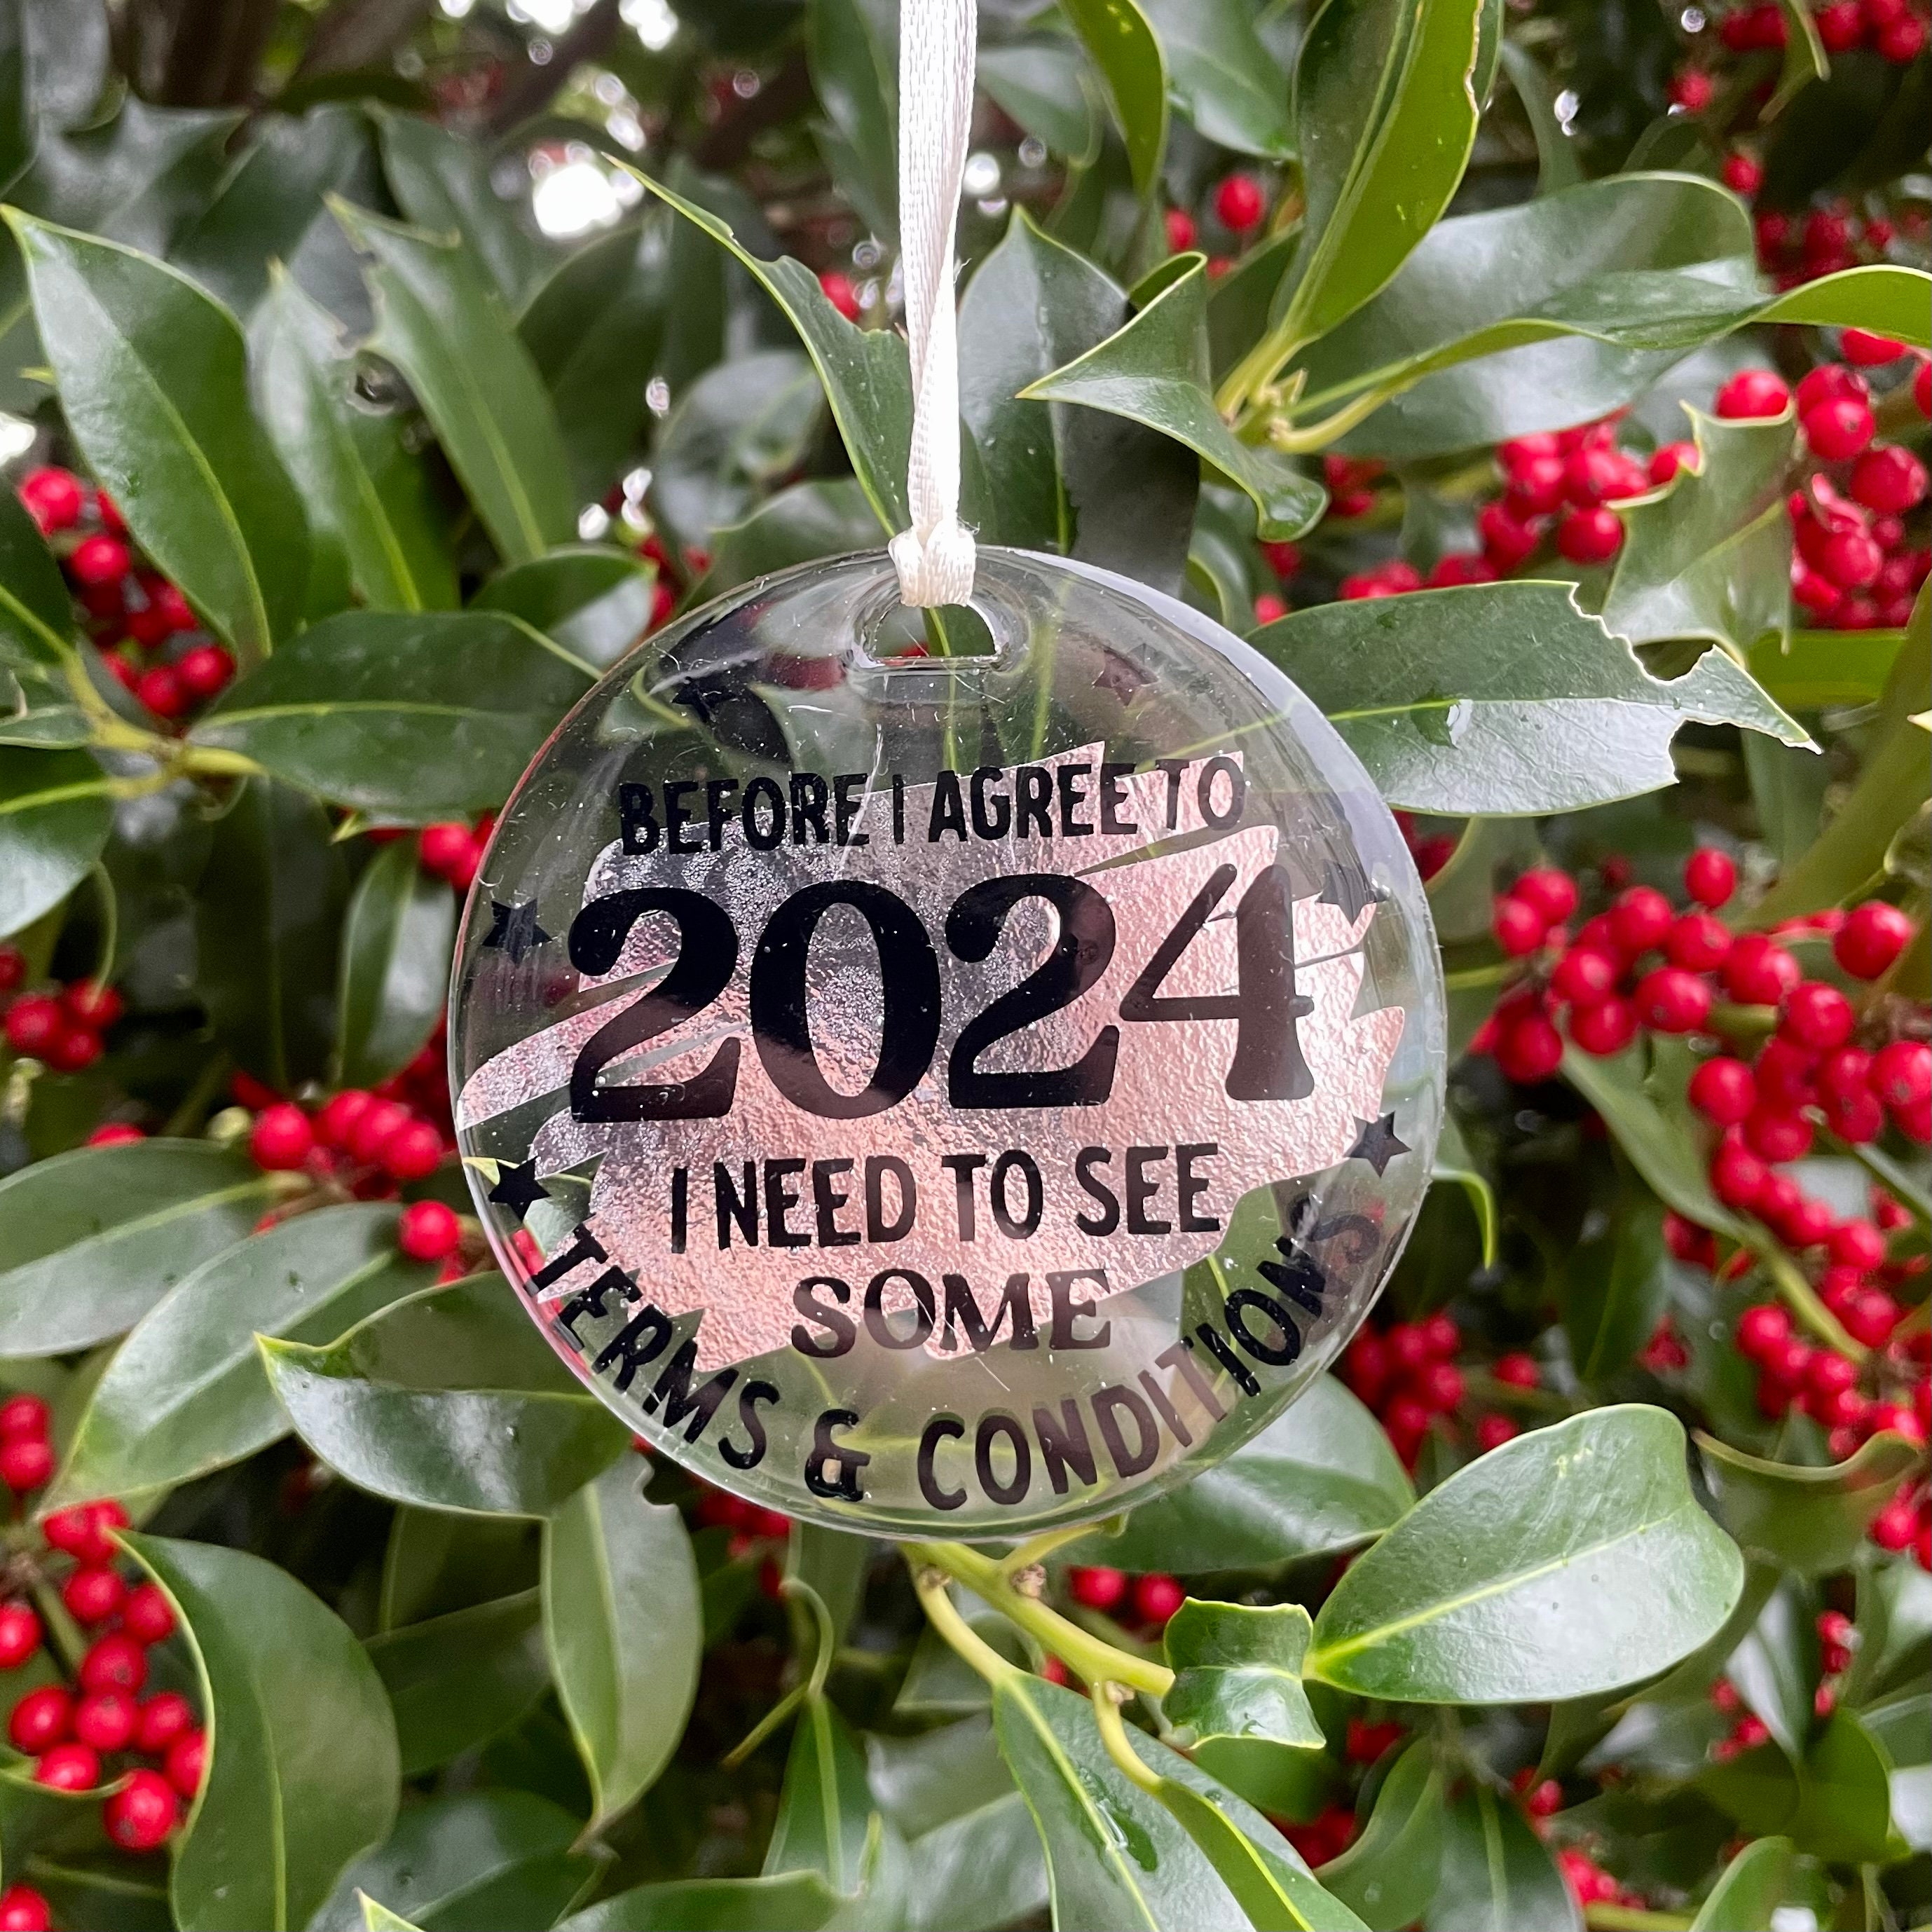 BEFORE I AGREE TO
2024
I NEED TO SEE
SOME
TERMS & CONDITIONS